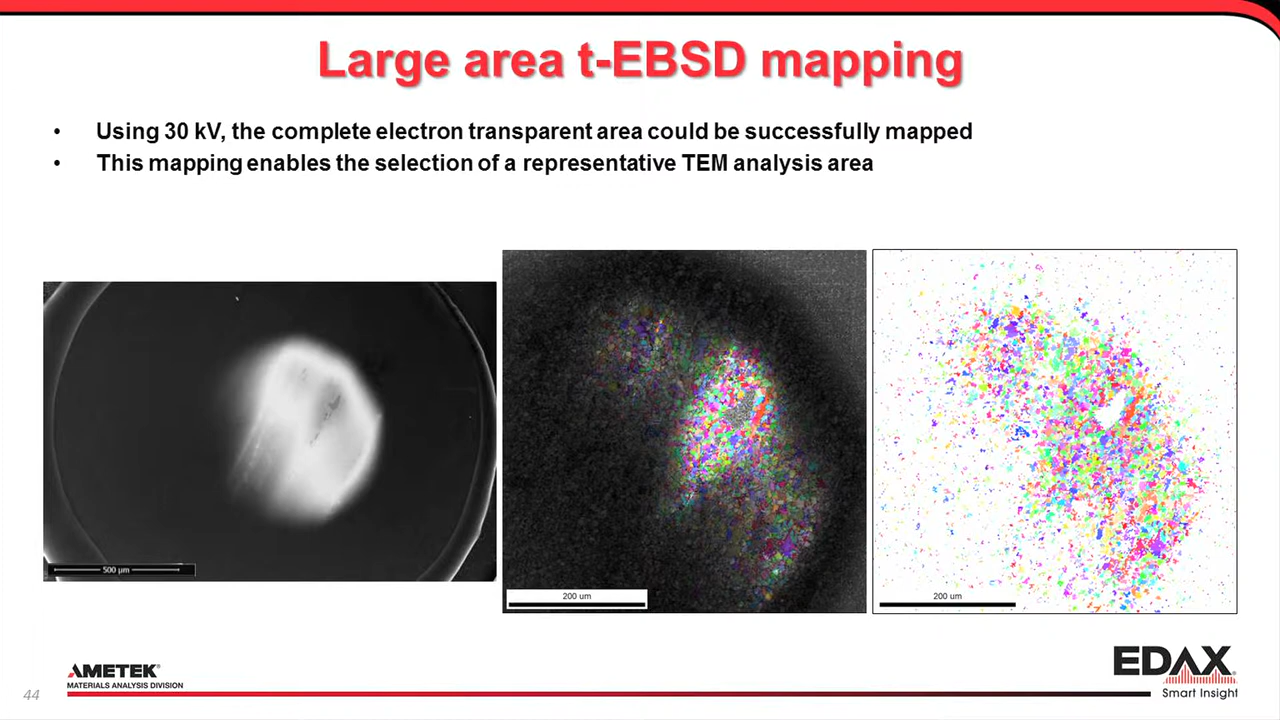 Large area t-EBSD mapping
• Using 30 kV, the complete electron transparent area could be successfully mapped
• This mapping enables the selection of a representative TEM analysis area
500 µm
200 um
200 um
AMETEK®
MATERIALS ANALYSIS DIVISION
EDAX®
Smart Insight
44